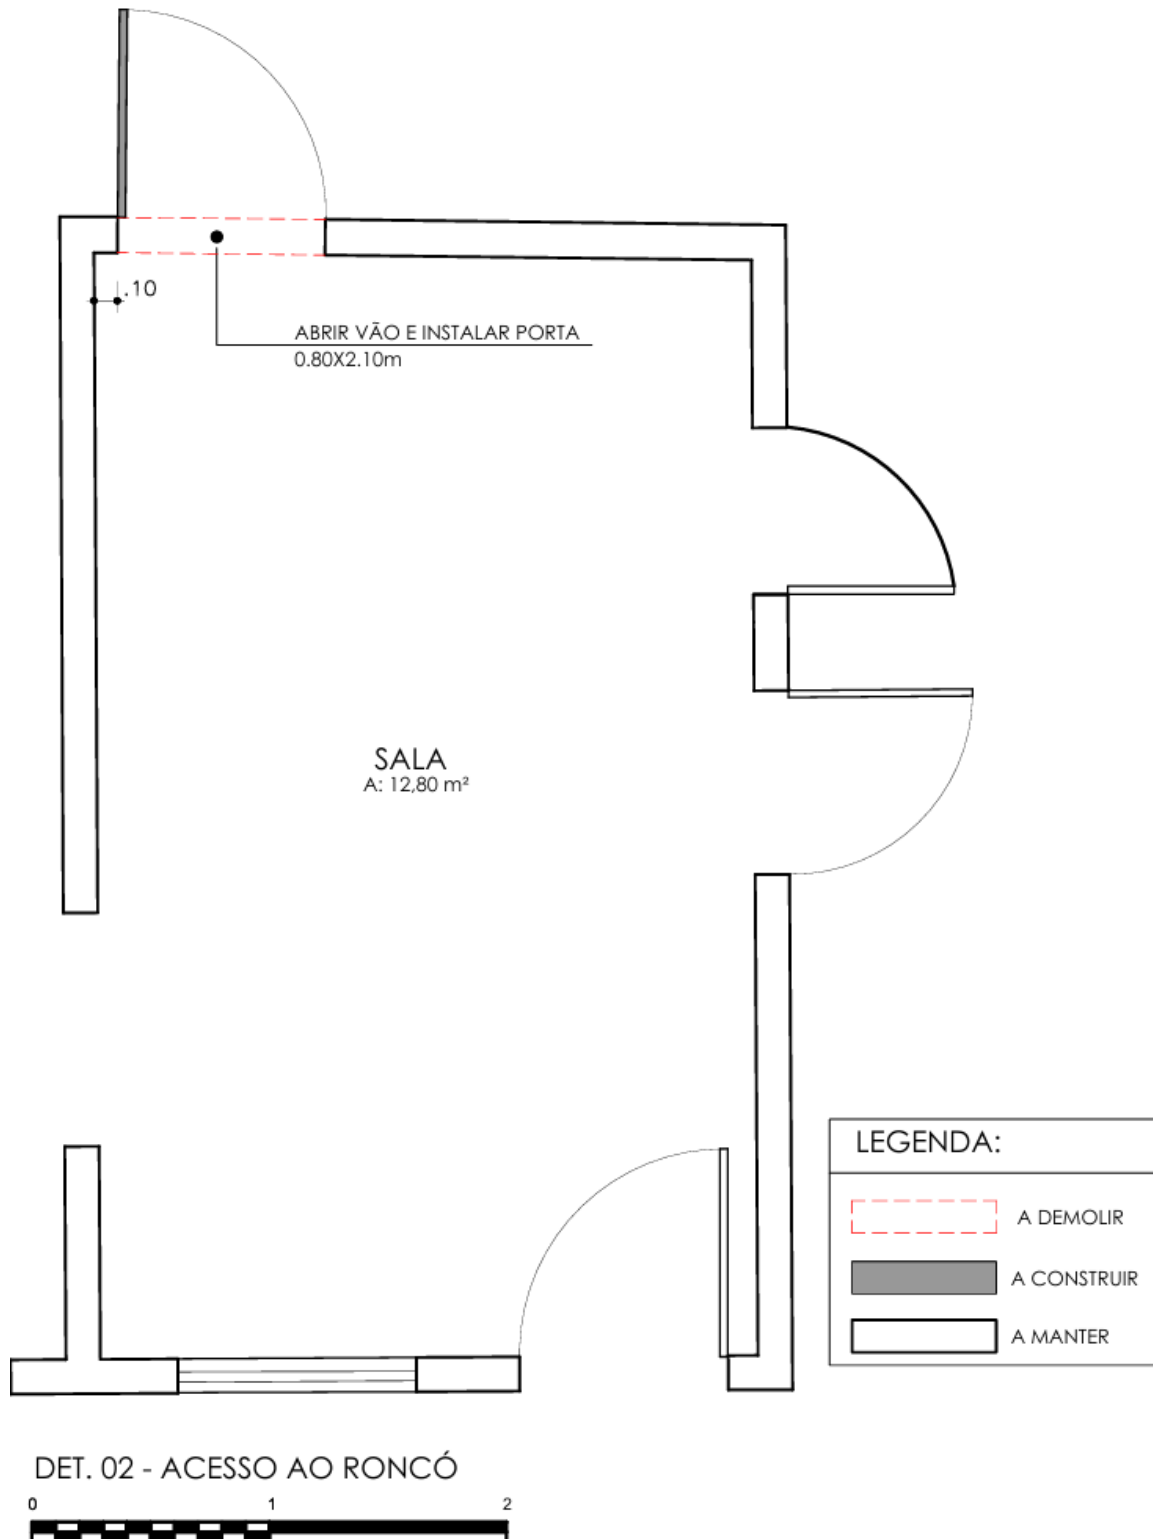 .10
ABRIR VÃO E INSTALAR PORTA
0.80X2.10m
SALA
A: 12,80 m²
LEGENDA:
A DEMOLIR
A CONSTRUIR
A MANTER
DET. 02 - ACESSO AO RONCÓ
0 1 2